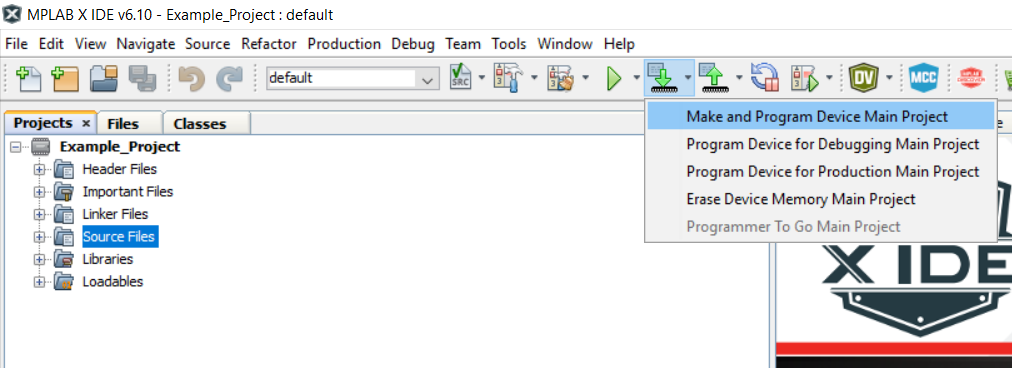 MPLAB X IDE v6.10 - Example_Project : default
File Edit View Navigate Source Refactor Production Debug Team Tools Window Help
default
SRC
DV
MCC
Projects × Files Classes
Example_Project
Header Files
Important Files
Linker Files
Source Files
Libraries
Loadables
Make and Program Device Main Project
Program Device for Debugging Main Project
Program Device for Production Main Project
Erase Device Memory Main Project
Programmer To Go Main Project
X IDE